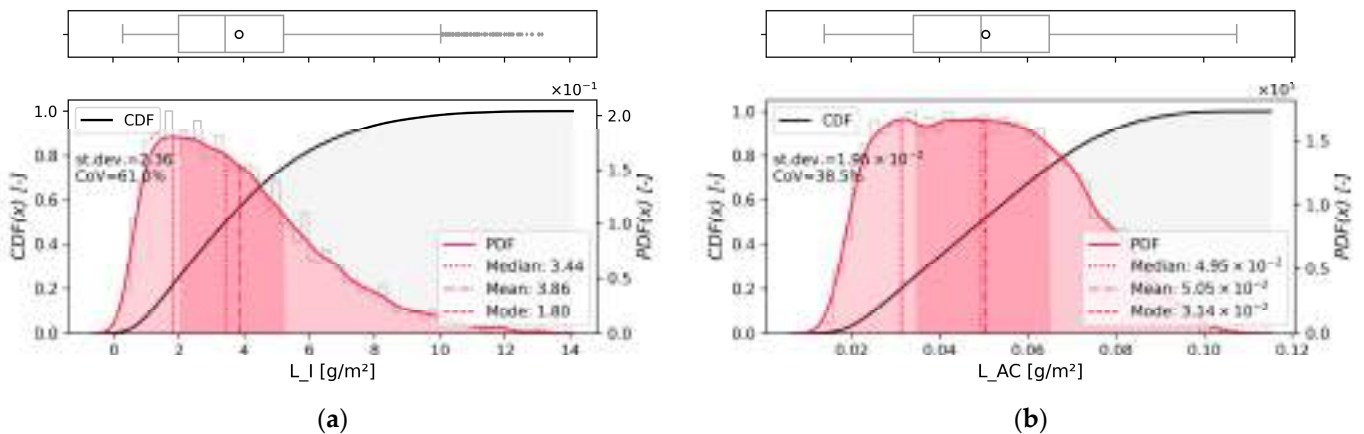 ×10⁻¹
1.0
0.8
0.6
0.4
0.2
0.0
CDF(x) [-]
CDF
st.dev.=2.36
CoV=61.0%
2.0
1.5
1.0
0.5
0.0
PDF(x) [-]
PDF
Median: 3.44
Mean: 3.86
Mode: 1.80
0 2 4 6 8 10 12 14
L_I [g/m²]
(a)
1.0
0.8
0.6
0.4
0.2
0.0
CDF(x) [-]
CDF
st.dev.=1.95 × 10⁻²
CoV=38.5%
1.5
1.0
0.5
0.0
PDF(x) [-]
PDF
Median: 4.95 × 10⁻²
Mean: 5.05 × 10⁻²
Mode: 3.14 × 10⁻²
0.02 0.04 0.06 0.08 0.10 0.12
L_AC [g/m²]
(b)